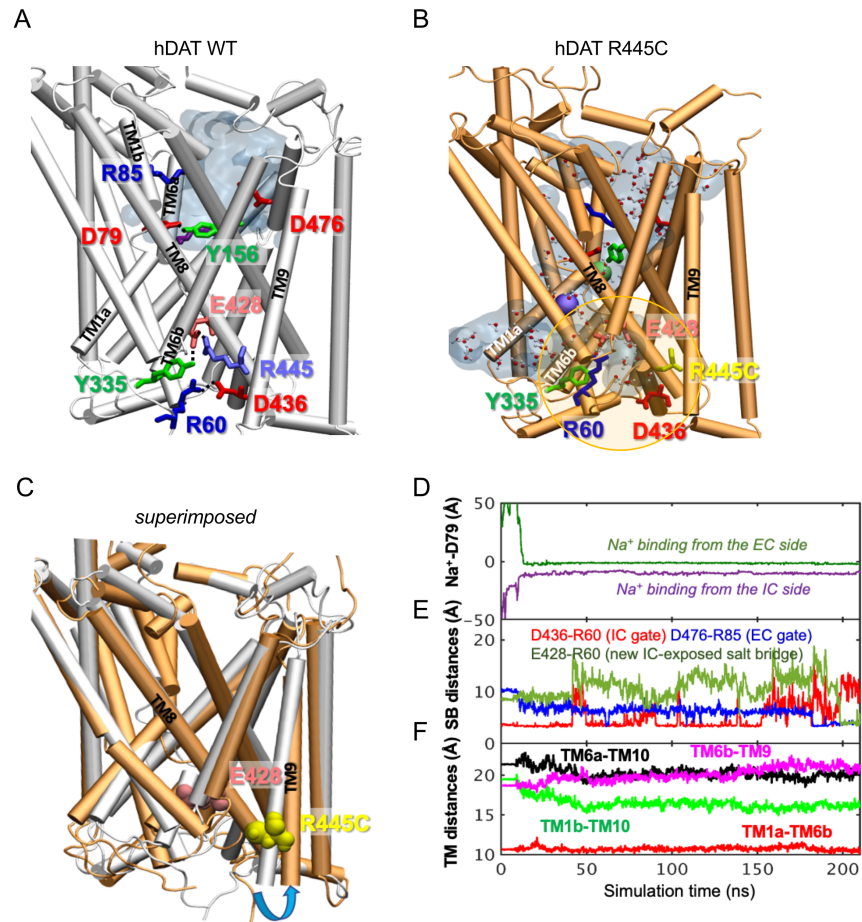 A
hDAT WT
TM1b
R85
TM6a
D79
D476
Y156
TM8
TM9
E428
TM1a
TM6b
R445
Y335
D436
R60
B
hDAT R445C
TM8
TM9
TM1a
E428
TM6b
R445C
Y335
R60
D436
C
superimposed
TM8
E428
TM9
R445C
D
Na⁺-D79 (Å)
50
0
−50
Na⁺ binding from the EC side
Na⁺ binding from the IC side
E
SB distances (Å)
20
10
0
D436-R60 (IC gate) D476-R85 (EC gate)
E428-R60 (new IC-exposed salt bridge)
F
TM distances (Å)
20
15
10
TM6a-TM10
TM6b-TM9
TM1b-TM10
TM1a-TM6b
0 50 100 150 200
Simulation time (ns)